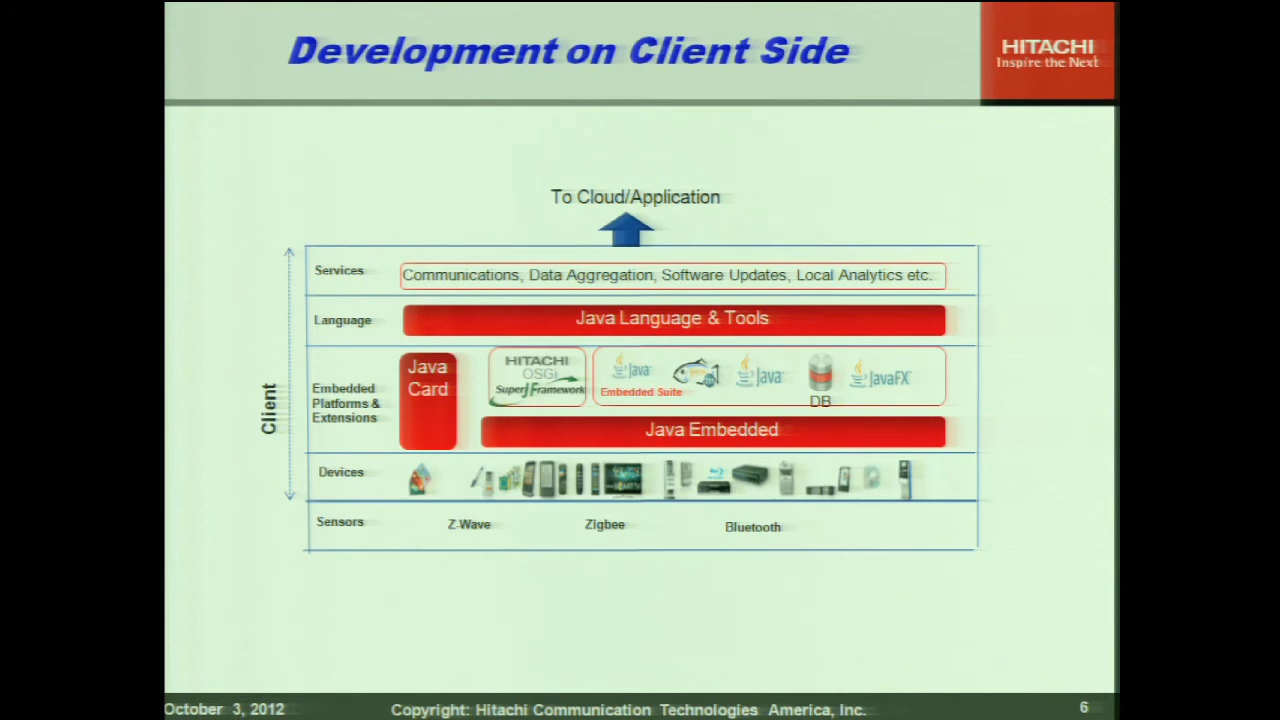 Development on Client Side
HITACHI
Inspire the Next
To Cloud/Application
Services
Communications, Data Aggregation, Software Updates, Local Analytics etc.
Language
Java Language & Tools
Client
Embedded
Platforms &
Extensions
Java
Card
HITACHI
OSGi
SuperJ Framework
Java
Embedded Suite
Java
DB
JavaFX
Java Embedded
Devices
Sensors
Z-Wave
Zigbee
Bluetooth
October 3, 2012
Copyright: Hitachi Communication Technologies America, Inc.
6